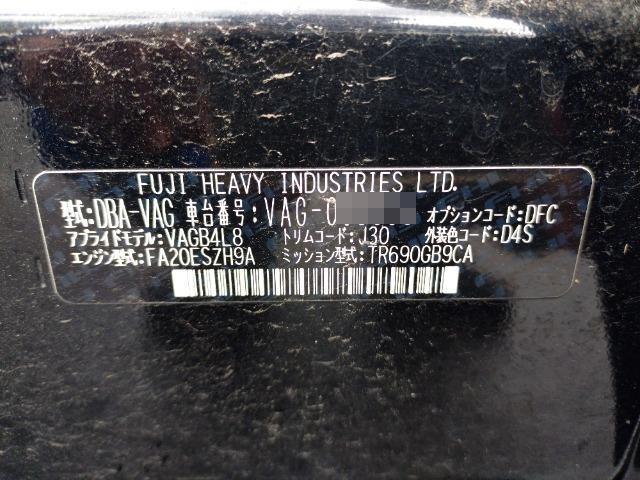 FUJI HEAVY INDUSTRIES LTD.
型式:DBA-VAG 車台番号:VAG-0 オプションコード:DFC
アプライドモデル:VAGB4L8 トリムコード:J30 外装色コード:D4S
エンジン型式:FA20ESZH9A ミッション型式:TR690GB9CA